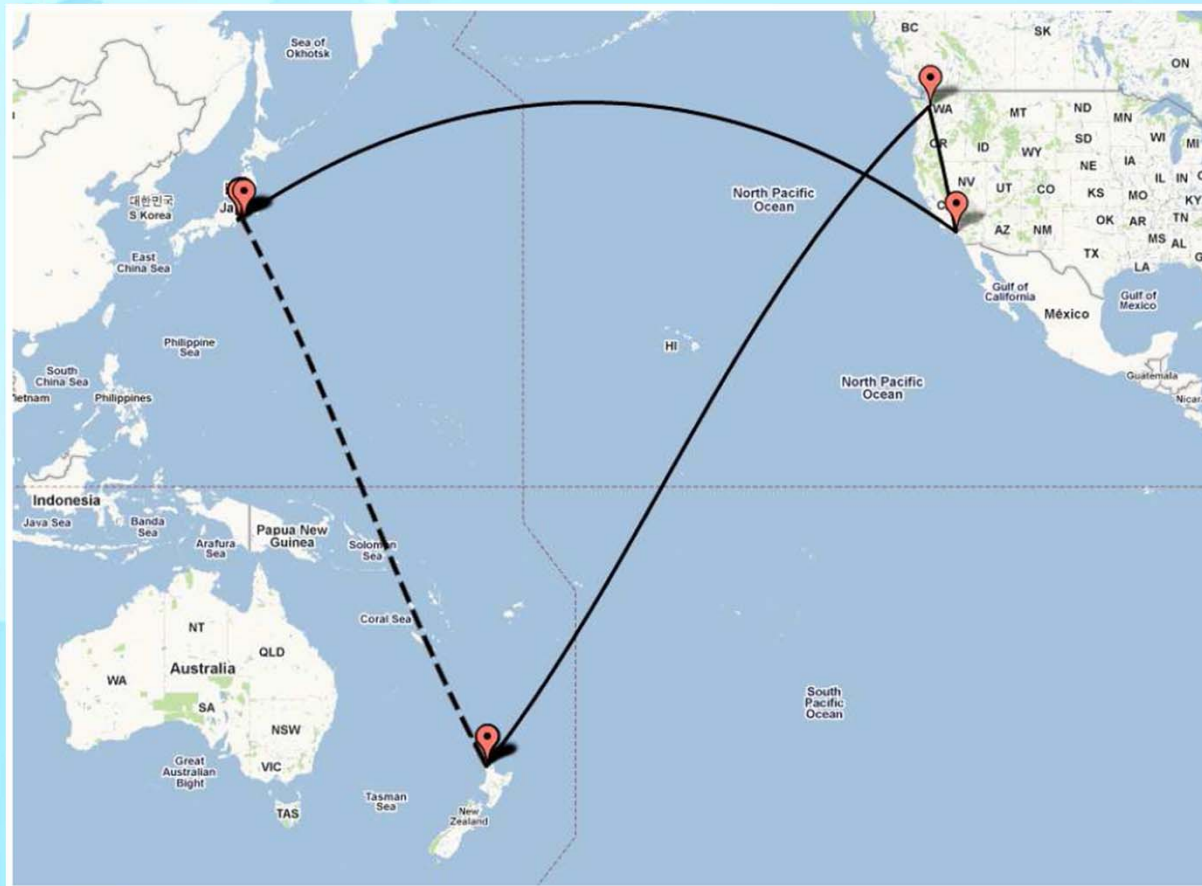 Sea of
Okhotsk
BC
SK
ON
WA
MT
ND
MN
OR
ID
SD
WI
MI
WY
NE
IA
IL
IN
NV
UT
CO
KS
MO
KY
대한민국
S Korea
North Pacific
Ocean
AZ
NM
OK
AR
TN
MS
AL
TX
LA
East
China Sea
Gulf of
California
Gulf of
Mexico
México
Philippine
Sea
HI
South
China Sea
Philippines
North Pacific
Ocean
Guatemala
Indonesia
Java Sea
Banda
Sea
Arafura
Sea
Papua New
Guinea
Solomon
Sea
Coral Sea
NT
QLD
WA
Australia
SA
NSW
South
Pacific
Ocean
Great
Australian
Bight
VIC
TAS
Tasman
Sea
New
Zealand